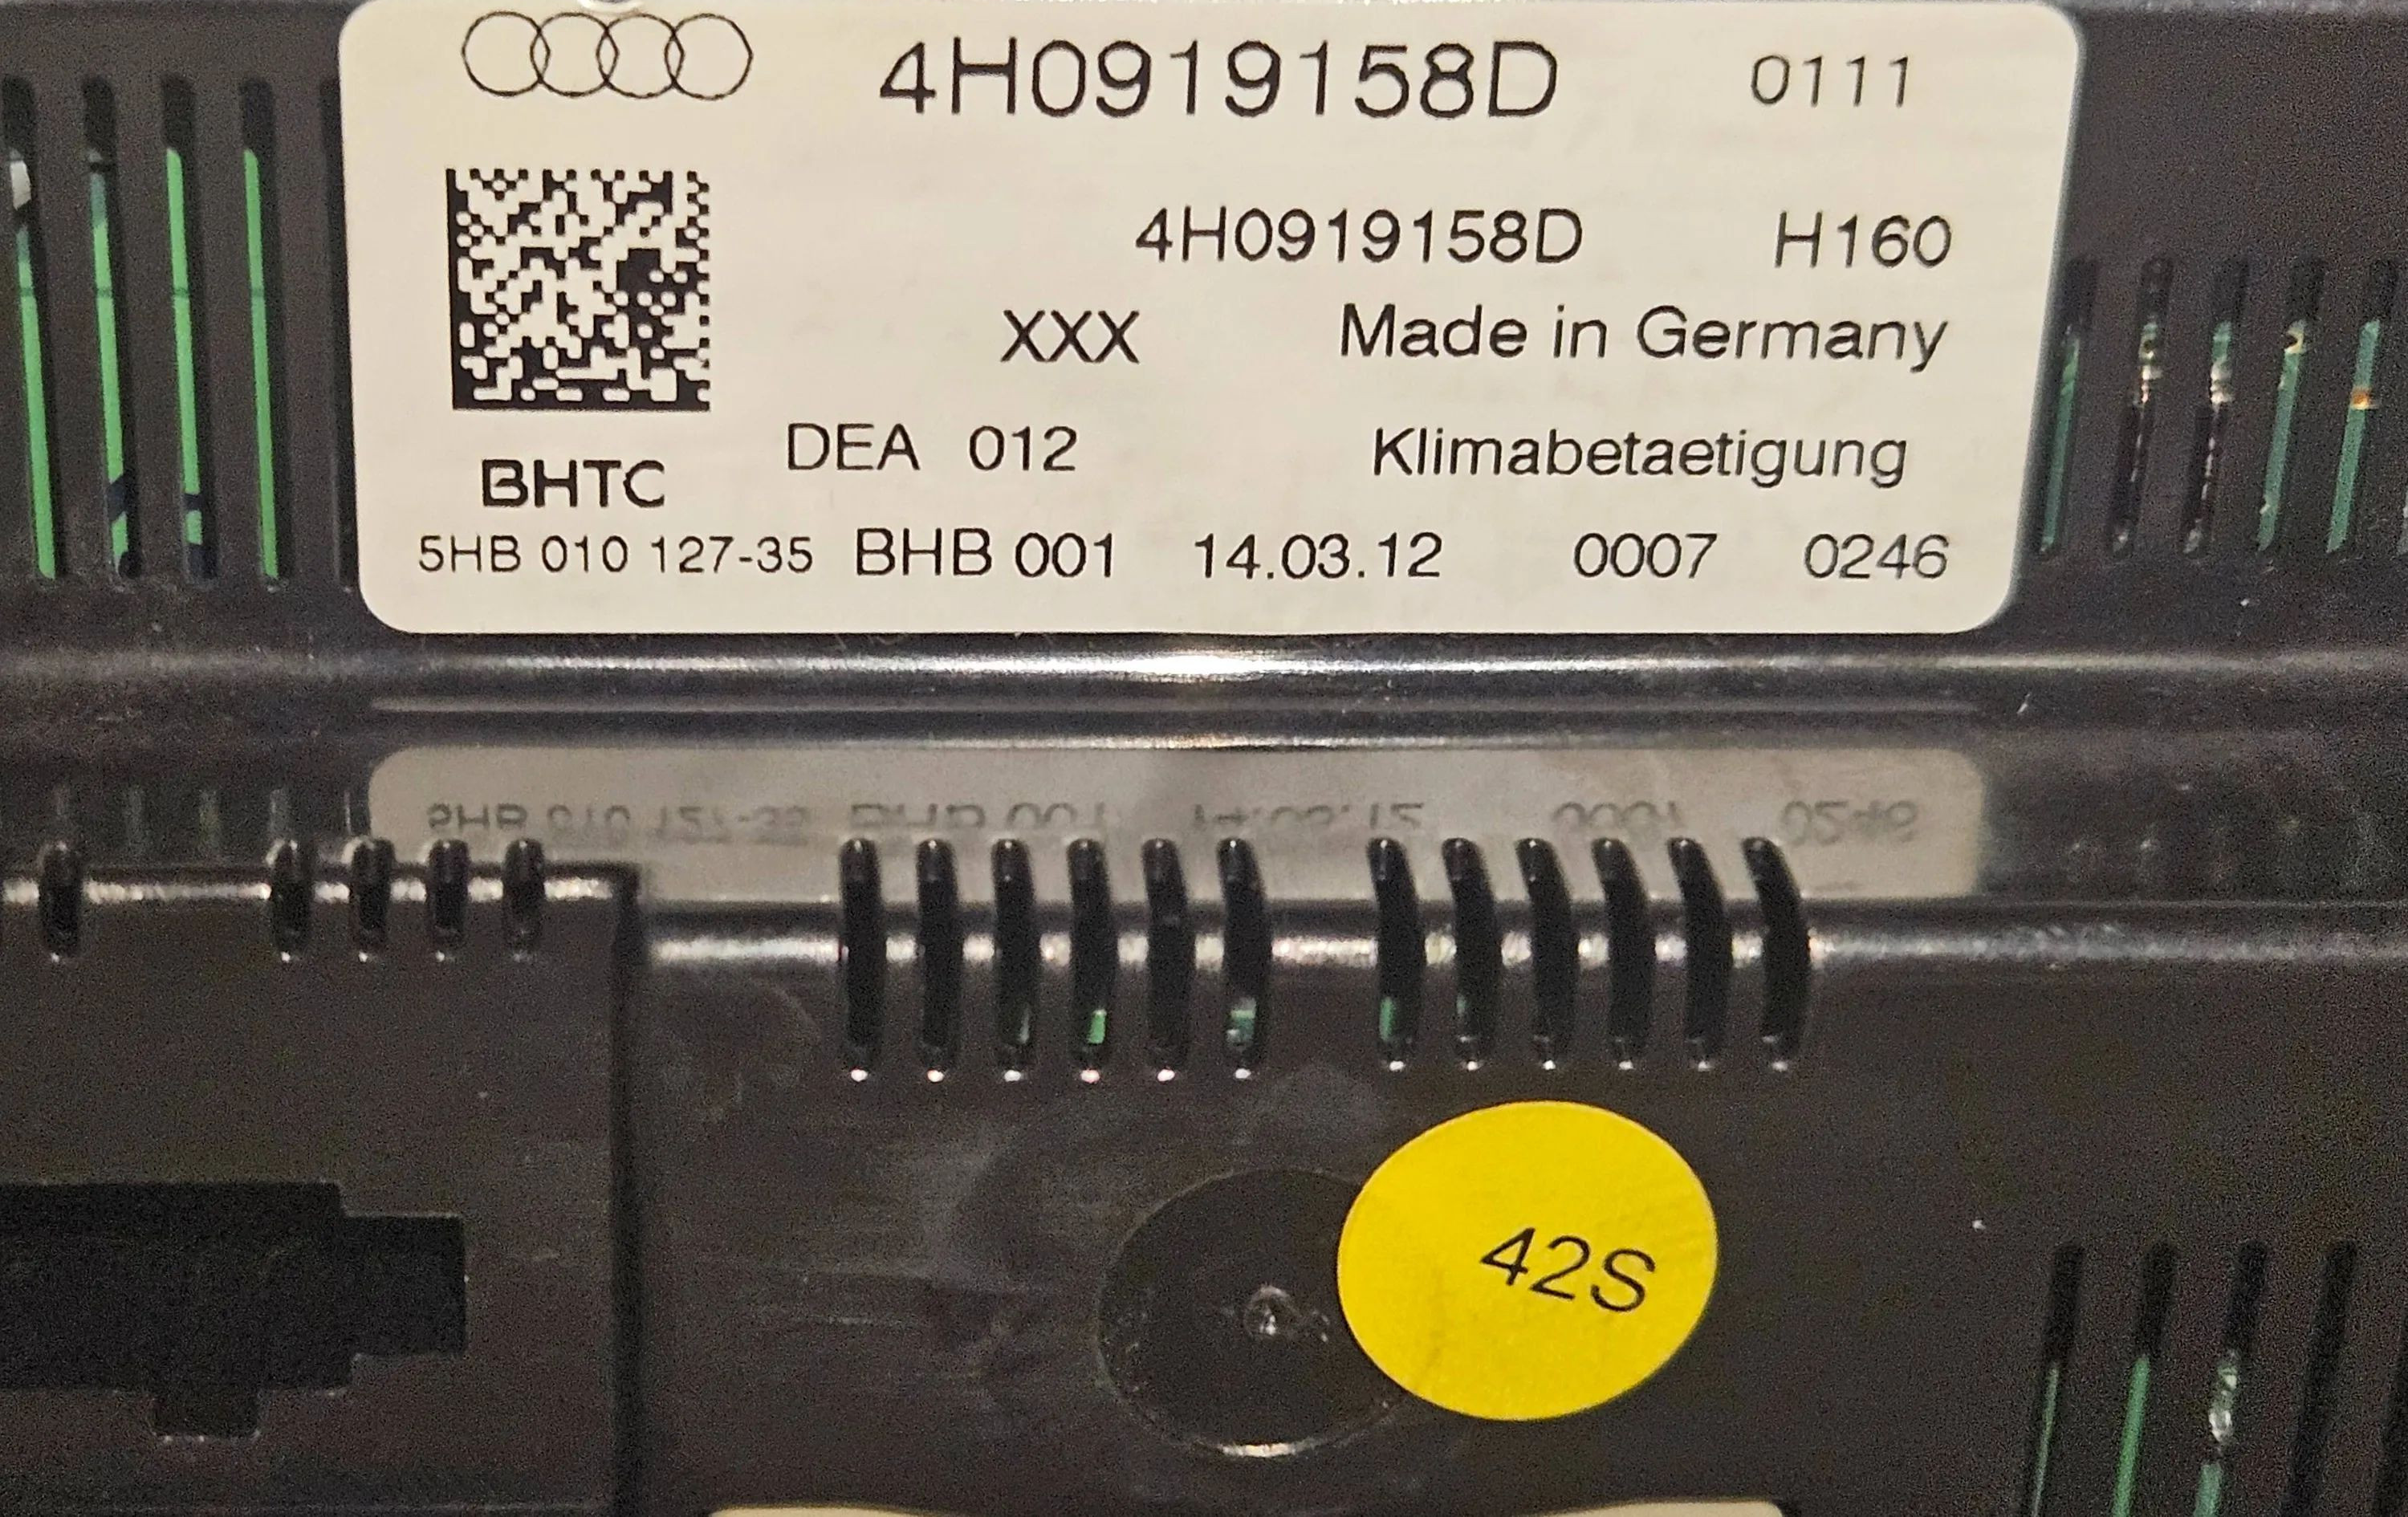 4H0919158D 0111
4H0919158D H160
XXX Made in Germany
DEA 012 Klimabetaetigung
BHTC
5HB 010 127-35 BHB 001 14.03.12 0007 0246
42S